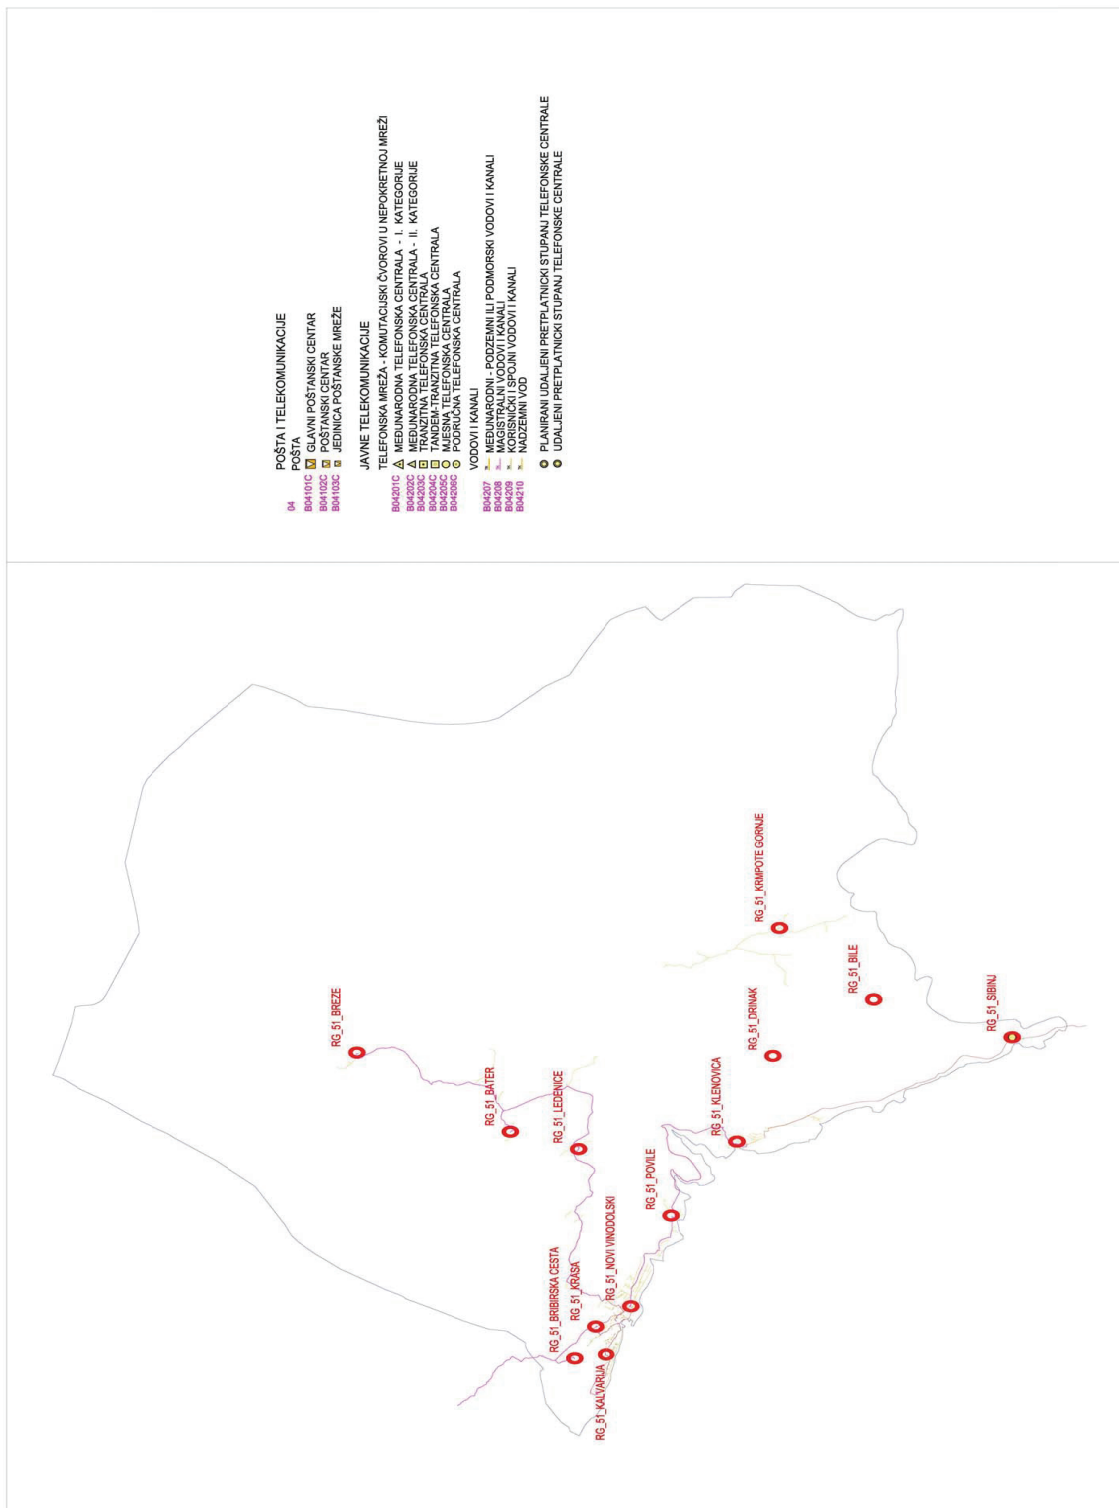 POŠTA I TELEKOMUNIKACIJE
04 POŠTA
B04101C GLAVNI POŠTANSKI CENTAR
B04102C POŠTANSKI CENTAR
B04103C JEDINICA POŠTANSKE MREŽE
JAVNE TELEKOMUNIKACIJE
TELEFONSKA MREŽA - KOMUTACIJSKI ČVOROVI U NEPOKRETNOJ MREŽI
B04201C MEĐUNARODNA TELEFONSKA CENTRALA - I. KATEGORIJE
B04202C MEĐUNARODNA TELEFONSKA CENTRALA - II. KATEGORIJE
B04203C TRANZITNA TELEFONSKA CENTRALA
B04204C TANDEM-TRANZITNA TELEFONSKA CENTRALA
B04205C MJESNA TELEFONSKA CENTRALA
B04206C PODRUČNA TELEFONSKA CENTRALA
VODOVI I KANALI
B04207 MEĐUNARODNI - PODZEMNI ILI PODMORSKI VODOVI I KANALI
B04208 MAGISTRALNI VODOVI I KANALI
B04209 KORISNIČKI I SPOJNI VODOVI I KANALI
B04210 NADZEMNI VOD
PLANIRANI UDALJENI PRETPLATNICKI STUPANJ TELEFONSKE CENTRALE
UDALJENI PRETPLATNICKI STUPANJ TELEFONSKE CENTRALE
RG_51_BREZE
RG_51_BATER
RG_51_LEDENICE
RG_51_BRIBIRSKA CESTA
RG_51_KRASA
RG_51_NOVI VINODOLSKI
RG_51_KALVARIJA
RG_51_POVILE
RG_51_KLENOVICA
RG_51_DRINAK
RG_51_KRMPOTE GORNJE
RG_51_BILE
RG_51_SIBINJ